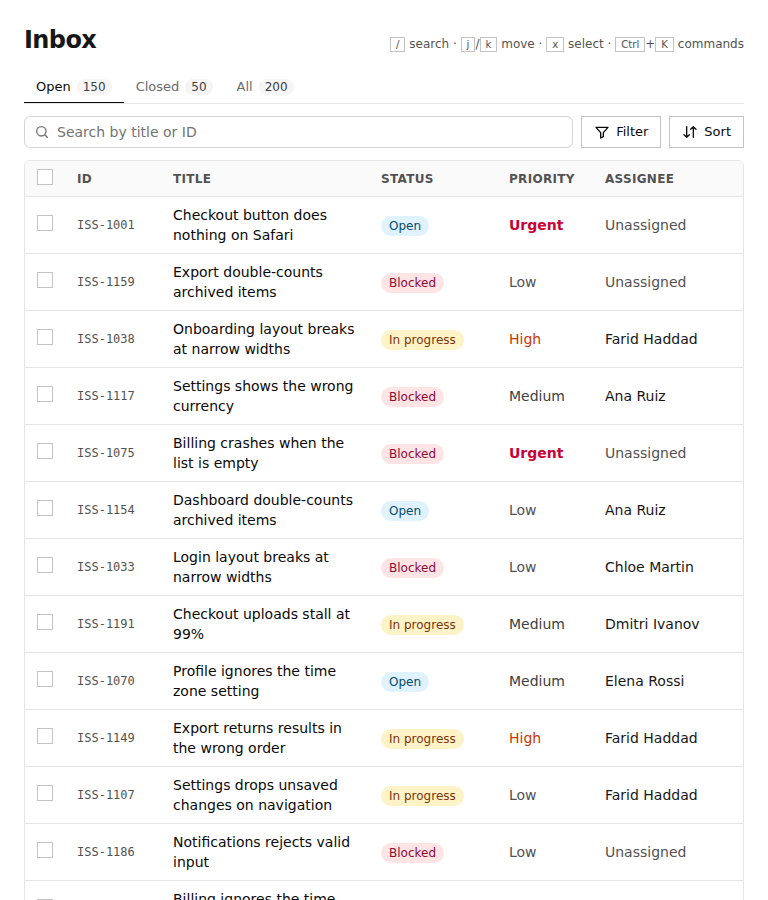 Inbox
/ search · j/k move · x select · Ctrl+K commands
Open 150 Closed 50 All 200
Search by title or ID Filter Sort
ID TITLE STATUS PRIORITY ASSIGNEE
ISS-1001 Checkout button does nothing on Safari Open Urgent Unassigned
ISS-1159 Export double-counts archived items Blocked Low Unassigned
ISS-1038 Onboarding layout breaks at narrow widths In progress High Farid Haddad
ISS-1117 Settings shows the wrong currency Blocked Medium Ana Ruiz
ISS-1075 Billing crashes when the list is empty Blocked Urgent Unassigned
ISS-1154 Dashboard double-counts archived items Open Low Ana Ruiz
ISS-1033 Login layout breaks at narrow widths Blocked Low Chloe Martin
ISS-1191 Checkout uploads stall at 99% In progress Medium Dmitri Ivanov
ISS-1070 Profile ignores the time zone setting Open Medium Elena Rossi
ISS-1149 Export returns results in the wrong order In progress High Farid Haddad
ISS-1107 Settings drops unsaved changes on navigation In progress Low Farid Haddad
ISS-1186 Notifications rejects valid input Blocked Low Unassigned
Billing ignores the time